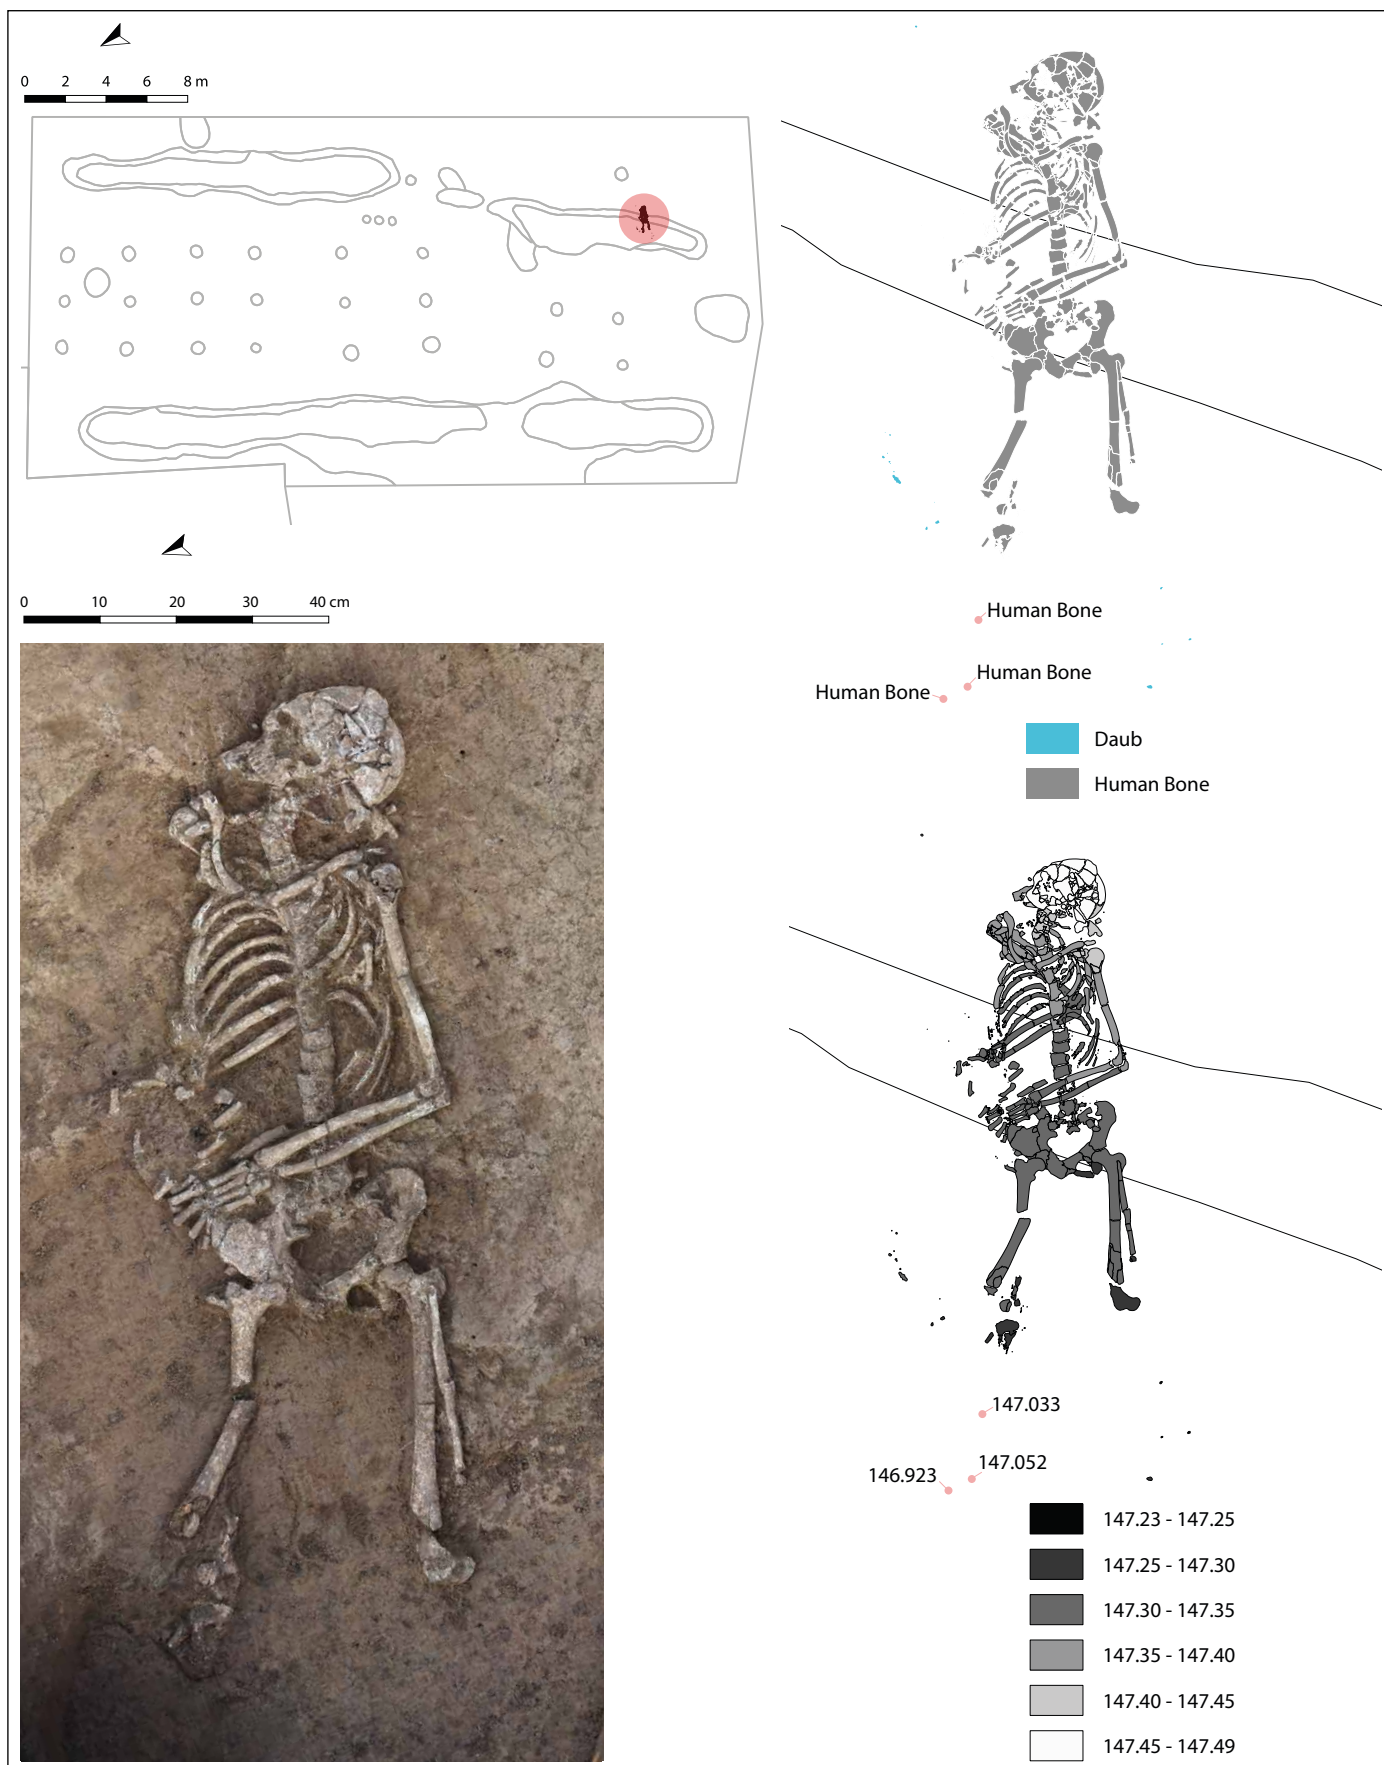 0 2 4 6 8 m
0 10 20 30 40 cm
Human Bone
Human Bone
Human Bone
Daub
Human Bone
147.033
147.052
146.923
147.23 - 147.25
147.25 - 147.30
147.30 - 147.35
147.35 - 147.40
147.40 - 147.45
147.45 - 147.49